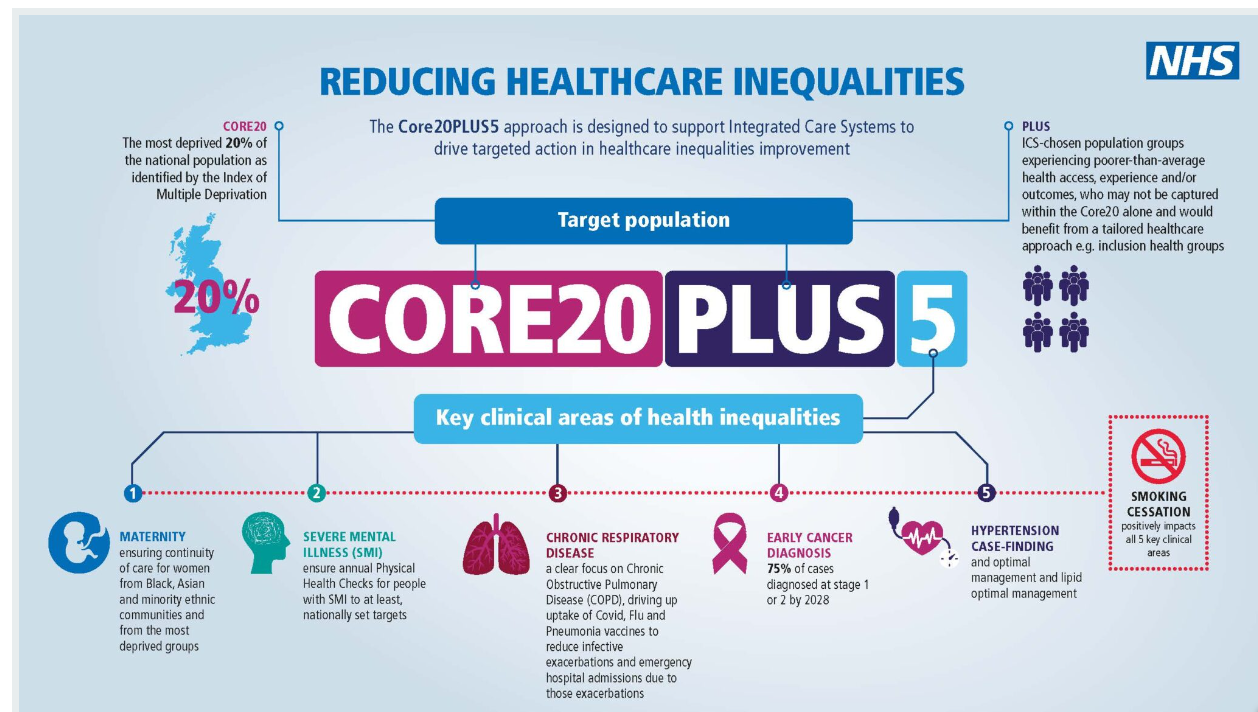 NHS
REDUCING HEALTHCARE INEQUALITIES
The Core20PLUS5 approach is designed to support Integrated Care Systems to
drive targeted action in healthcare inequalities improvement
CORE20
The most deprived 20% of
the national population as
identified by the Index of
Multiple Deprivation
20%
PLUS
ICS-chosen population groups
experiencing poorer-than-average
health access, experience and/or
outcomes, who may not be captured
within the Core20 alone and would
benefit from a tailored healthcare
approach e.g. inclusion health groups
Target population
CORE20 PLUS 5
Key clinical areas of health inequalities
1
MATERNITY
ensuring continuity
of care for women
from Black, Asian
and minority ethnic
communities and
from the most
deprived groups
2
SEVERE MENTAL
ILLNESS (SMI)
ensure annual Physical
Health Checks for people
with SMI to at least,
nationally set targets
3
CHRONIC RESPIRATORY
DISEASE
a clear focus on Chronic
Obstructive Pulmonary
Disease (COPD), driving up
uptake of Covid, Flu and
Pneumonia vaccines to
reduce infective
exacerbations and emergency
hospital admissions due to
those exacerbations
4
EARLY CANCER
DIAGNOSIS
75% of cases
diagnosed at stage 1
or 2 by 2028
5
HYPERTENSION
CASE-FINDING
and optimal
management and lipid
optimal management
SMOKING
CESSATION
positively impacts
all 5 key clinical
areas